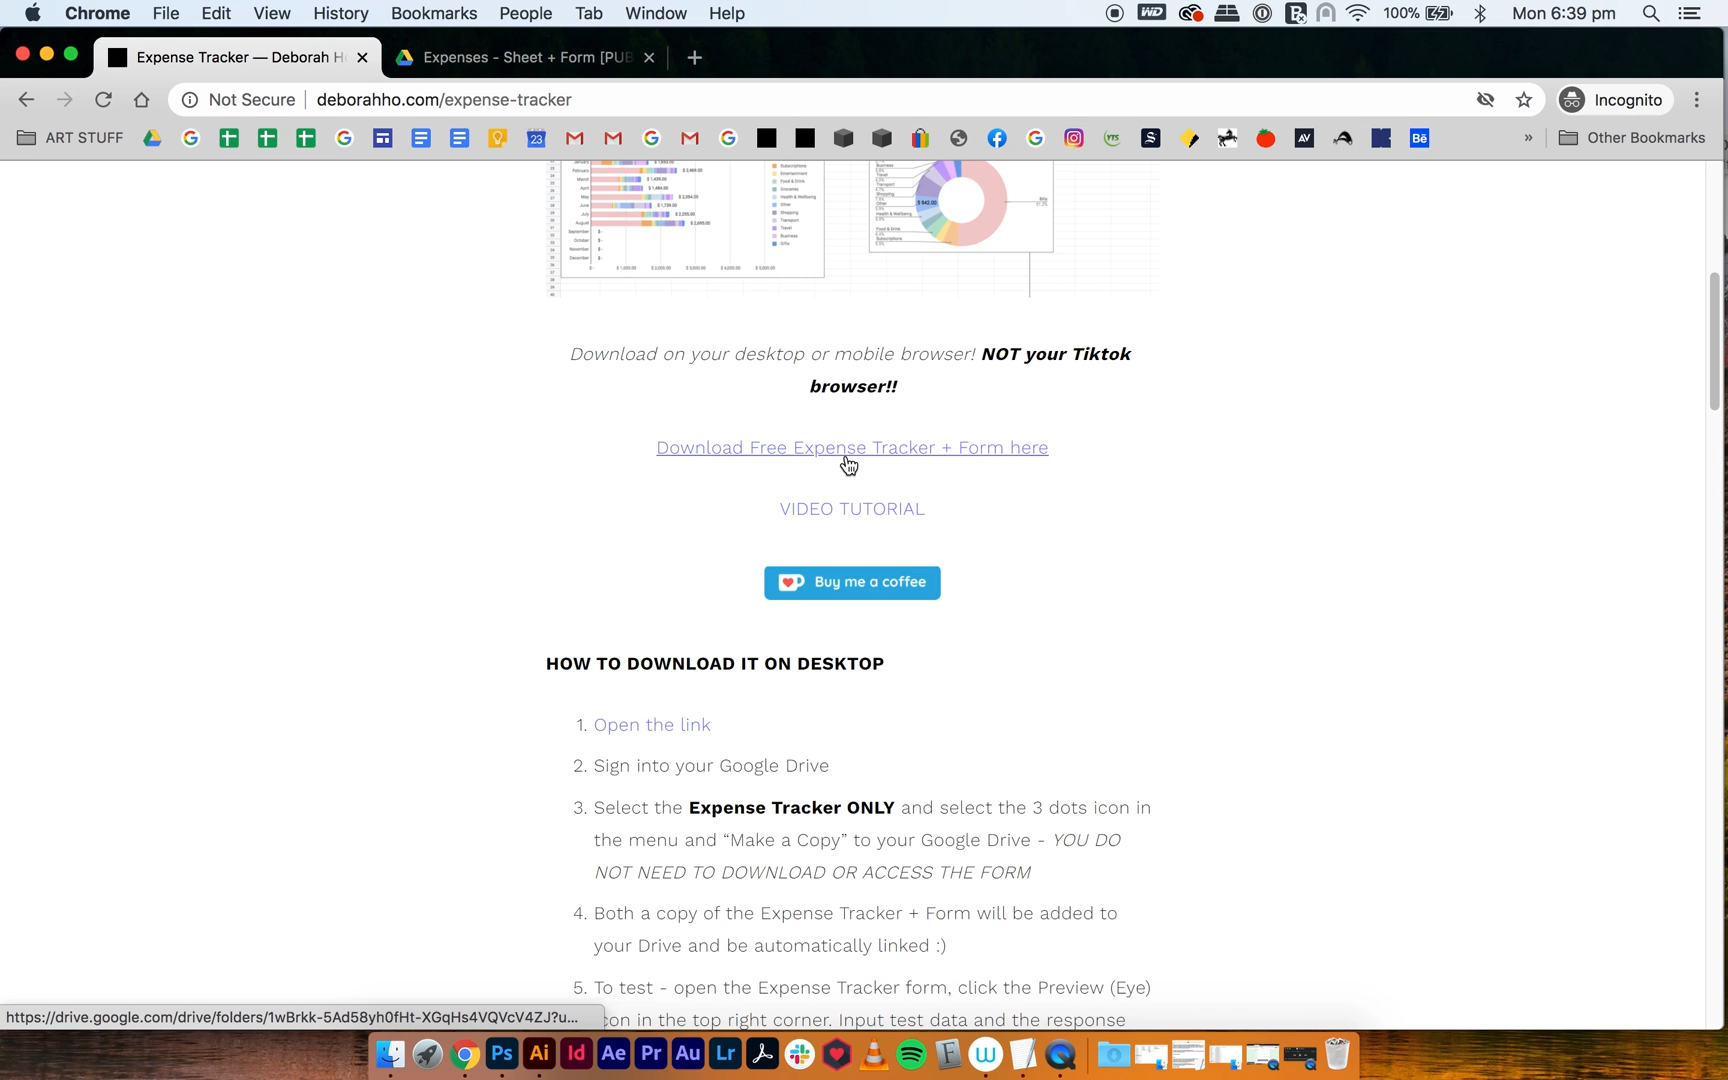 Chrome File Edit View History Bookmarks People Tab Window Help
100% Mon 6:39 pm
Expense Tracker — Deborah H
Expenses - Sheet + Form [PUB
Not Secure deborahho.com/expense-tracker
Incognito
ART STUFF
Other Bookmarks
Download on your desktop or mobile browser! NOT your Tiktok
browser!!
Download Free Expense Tracker + Form here
VIDEO TUTORIAL
Buy me a coffee
HOW TO DOWNLOAD IT ON DESKTOP
1. Open the link
2. Sign into your Google Drive
3. Select the Expense Tracker ONLY and select the 3 dots icon in
the menu and “Make a Copy” to your Google Drive - YOU DO
NOT NEED TO DOWNLOAD OR ACCESS THE FORM
4. Both a copy of the Expense Tracker + Form will be added to
your Drive and be automatically linked :)
5. To test - open the Expense Tracker form, click the Preview (Eye)
con in the top right corner. Input test data and the response
https://drive.google.com/drive/folders/1wBrkk-5Ad58yh0fHt-XGqHs4VQVcV4ZJ?u...
Ps Ai Id Ae Pr Au Lr